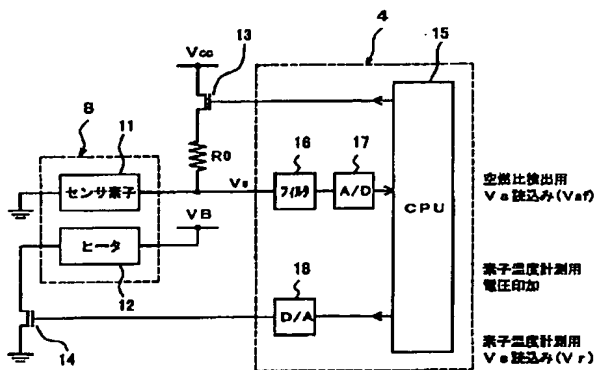 4
15
Vcc
13
8
11
16
17
センサ素子
R0
Vs
フィルタ
A/D
CPU
空燃比検出用
Vs読込み(Vaf)
VB
ヒータ
12
18
D/A
素子温度計測用
電圧印加
14
素子温度計測用
Vs読込み(Vr)